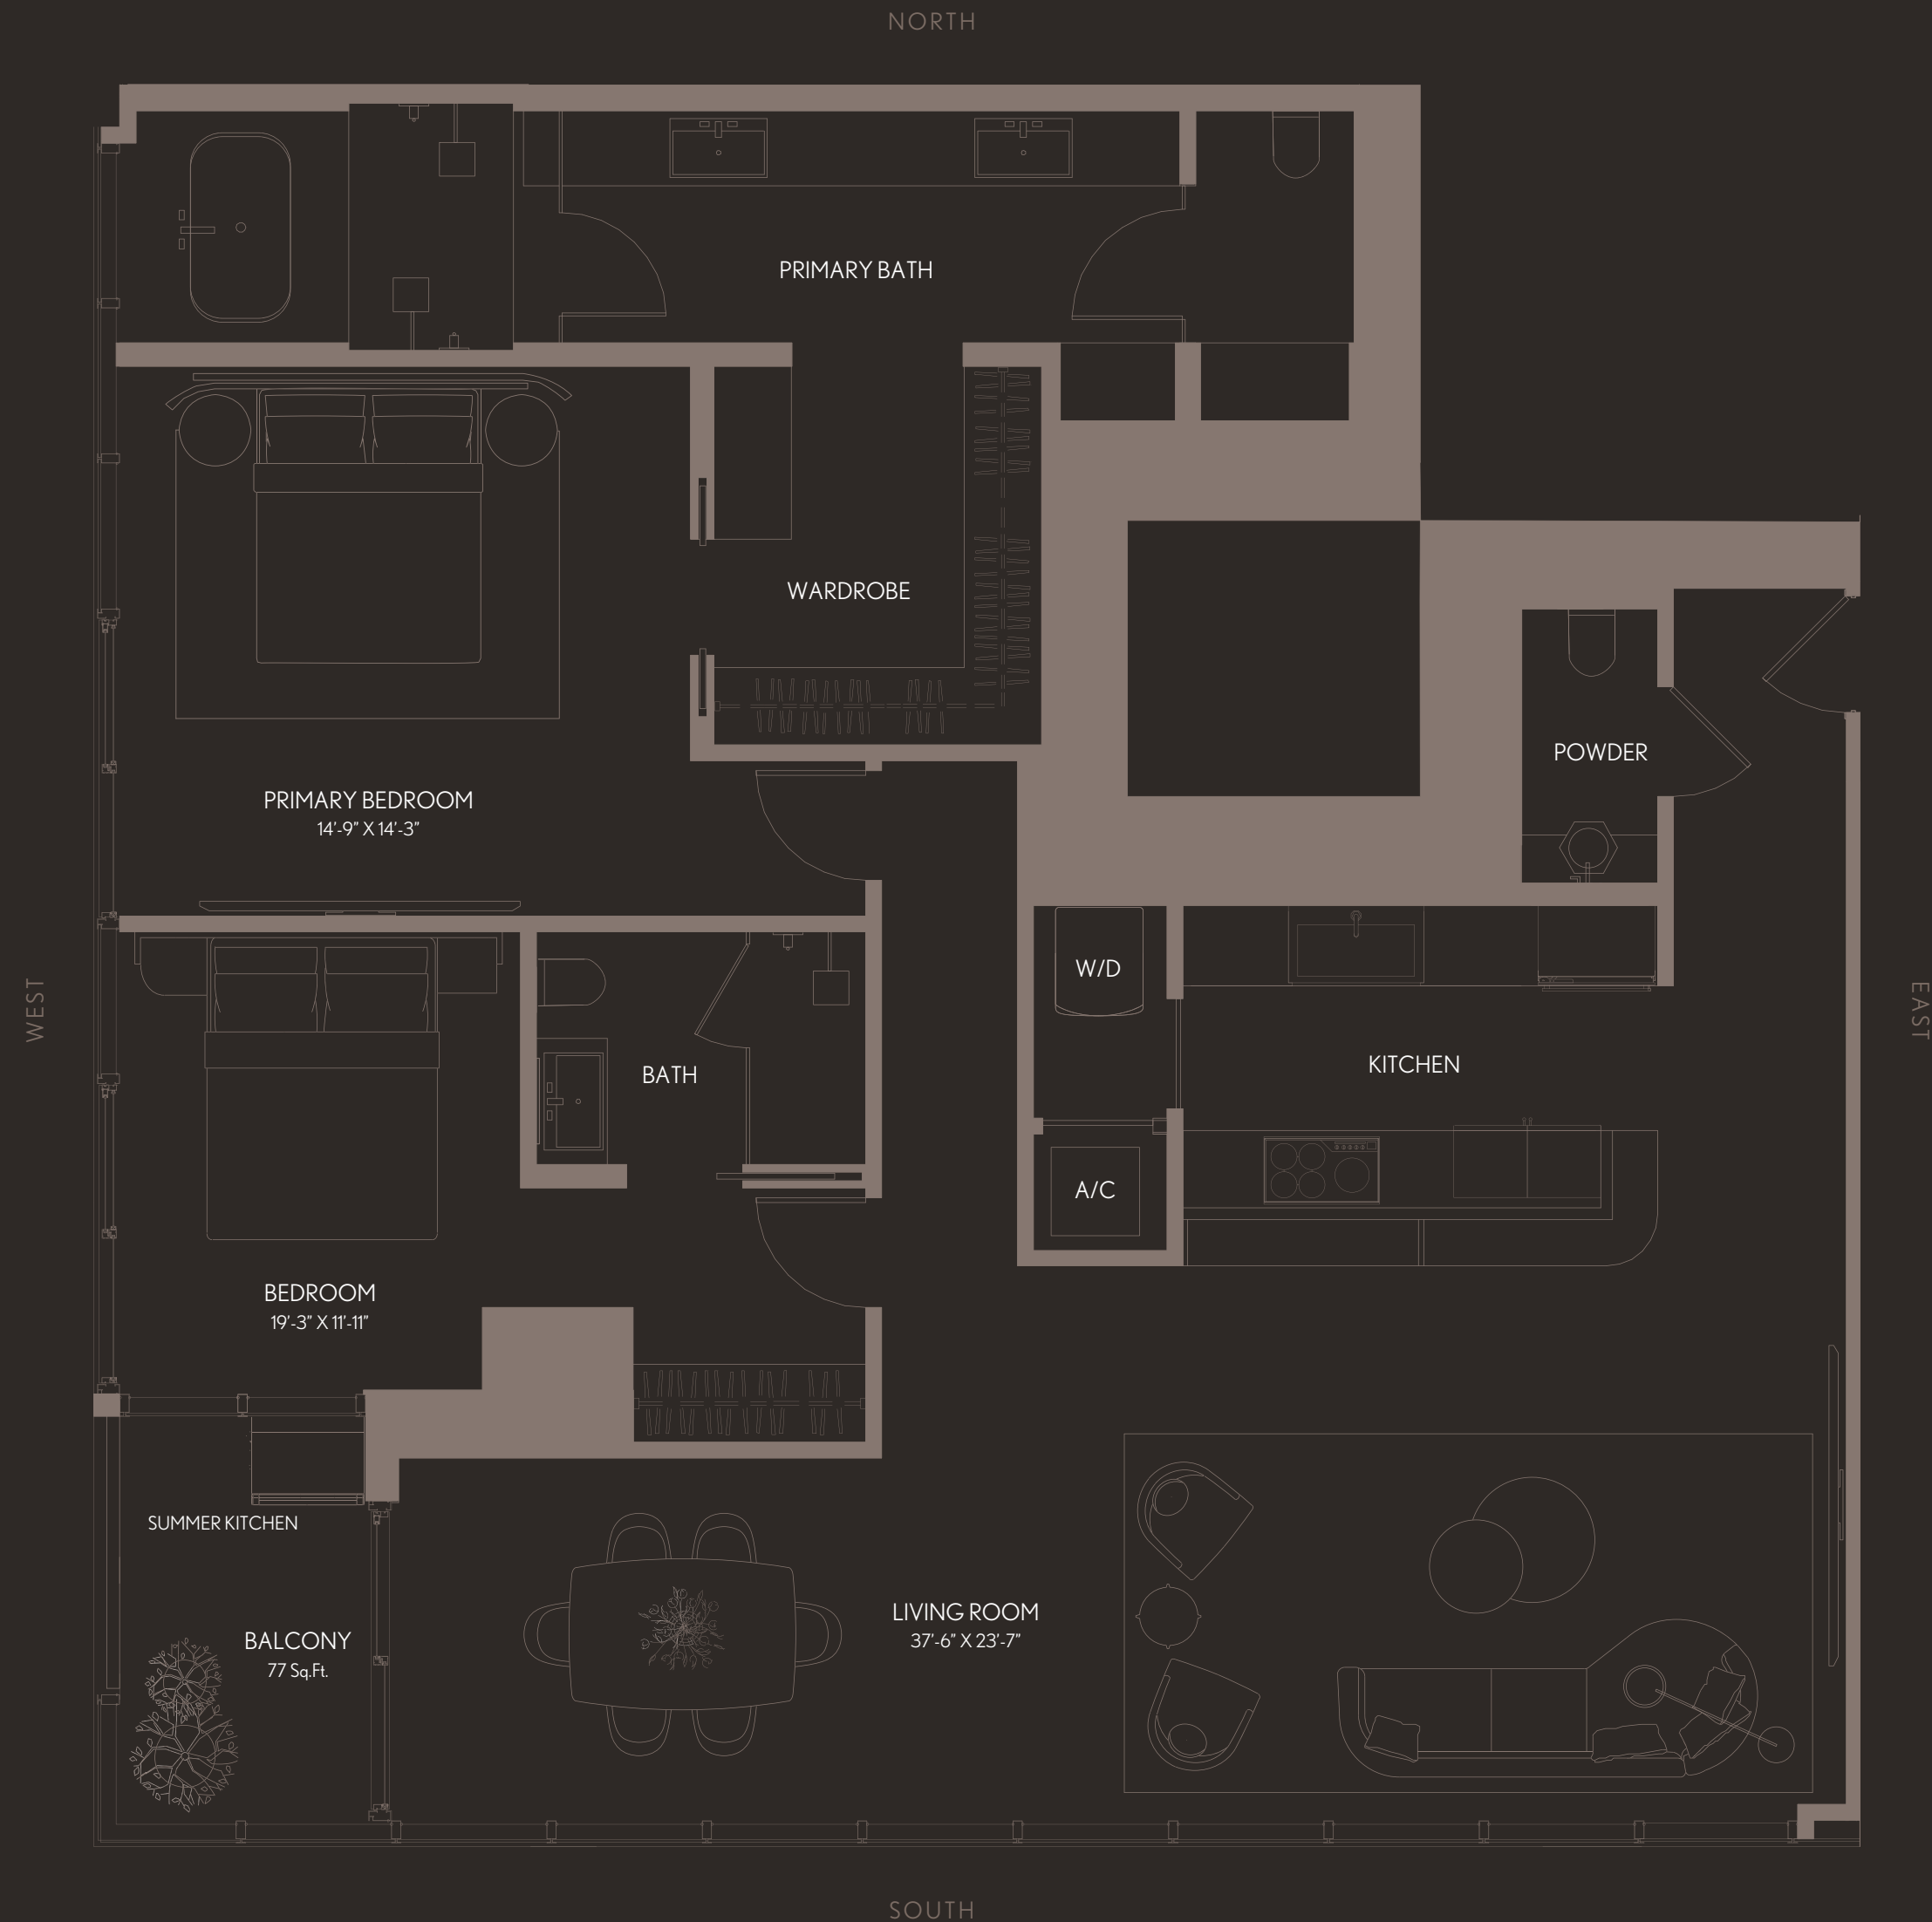 NORTH
PRIMARY BATH
WARDROBE
POWDER
PRIMARY BEDROOM
14'-9" X 14'-3"
W/D
WEST
EAST
KITCHEN
BATH
A/C
BEDROOM
19'-3" X 11'-11"
SUMMER KITCHEN
LIVING ROOM
37'-6" X 23'-7"
BALCONY
77 Sq.Ft.
SOUTH